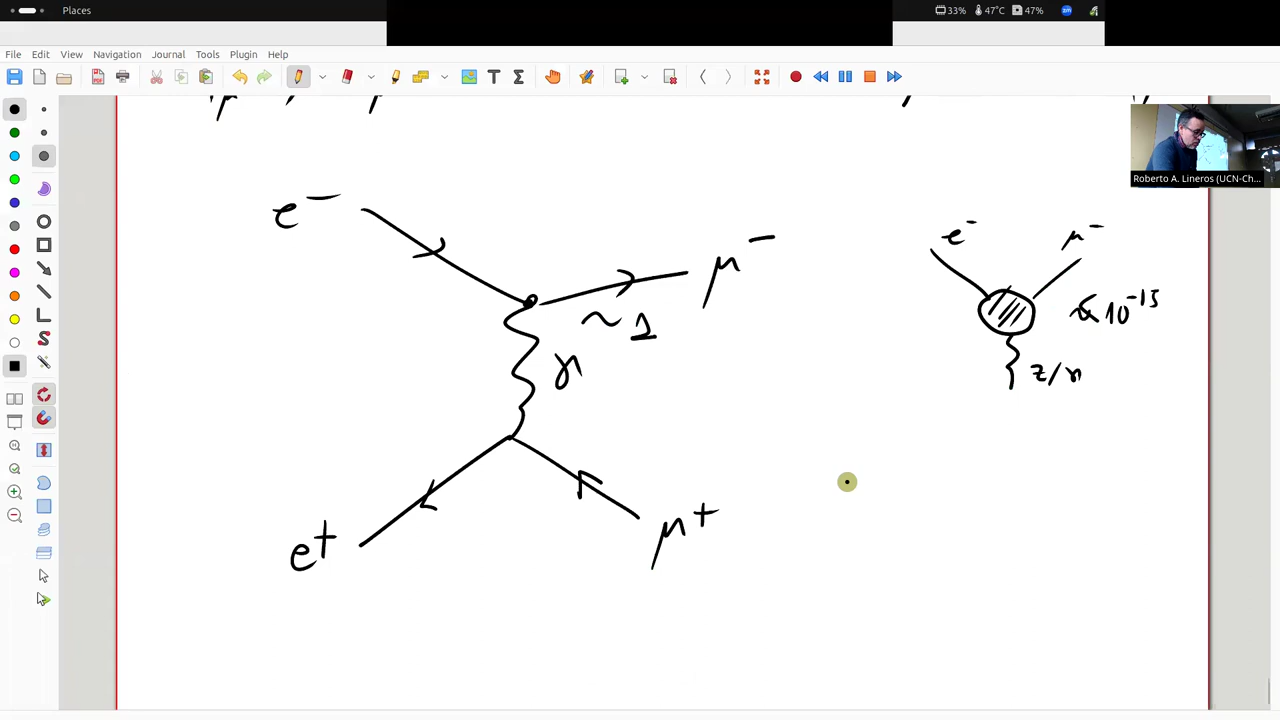 Places
33% 47°C 47% zm
File Edit View Navigation Journal Tools Plugin Help
Roberto A. Lineros (UCN-Ch...
e⁻
μ⁻
~1
γ
e⁺
μ⁺
e⁻ μ⁻
10⁻¹⁵
Z/γ